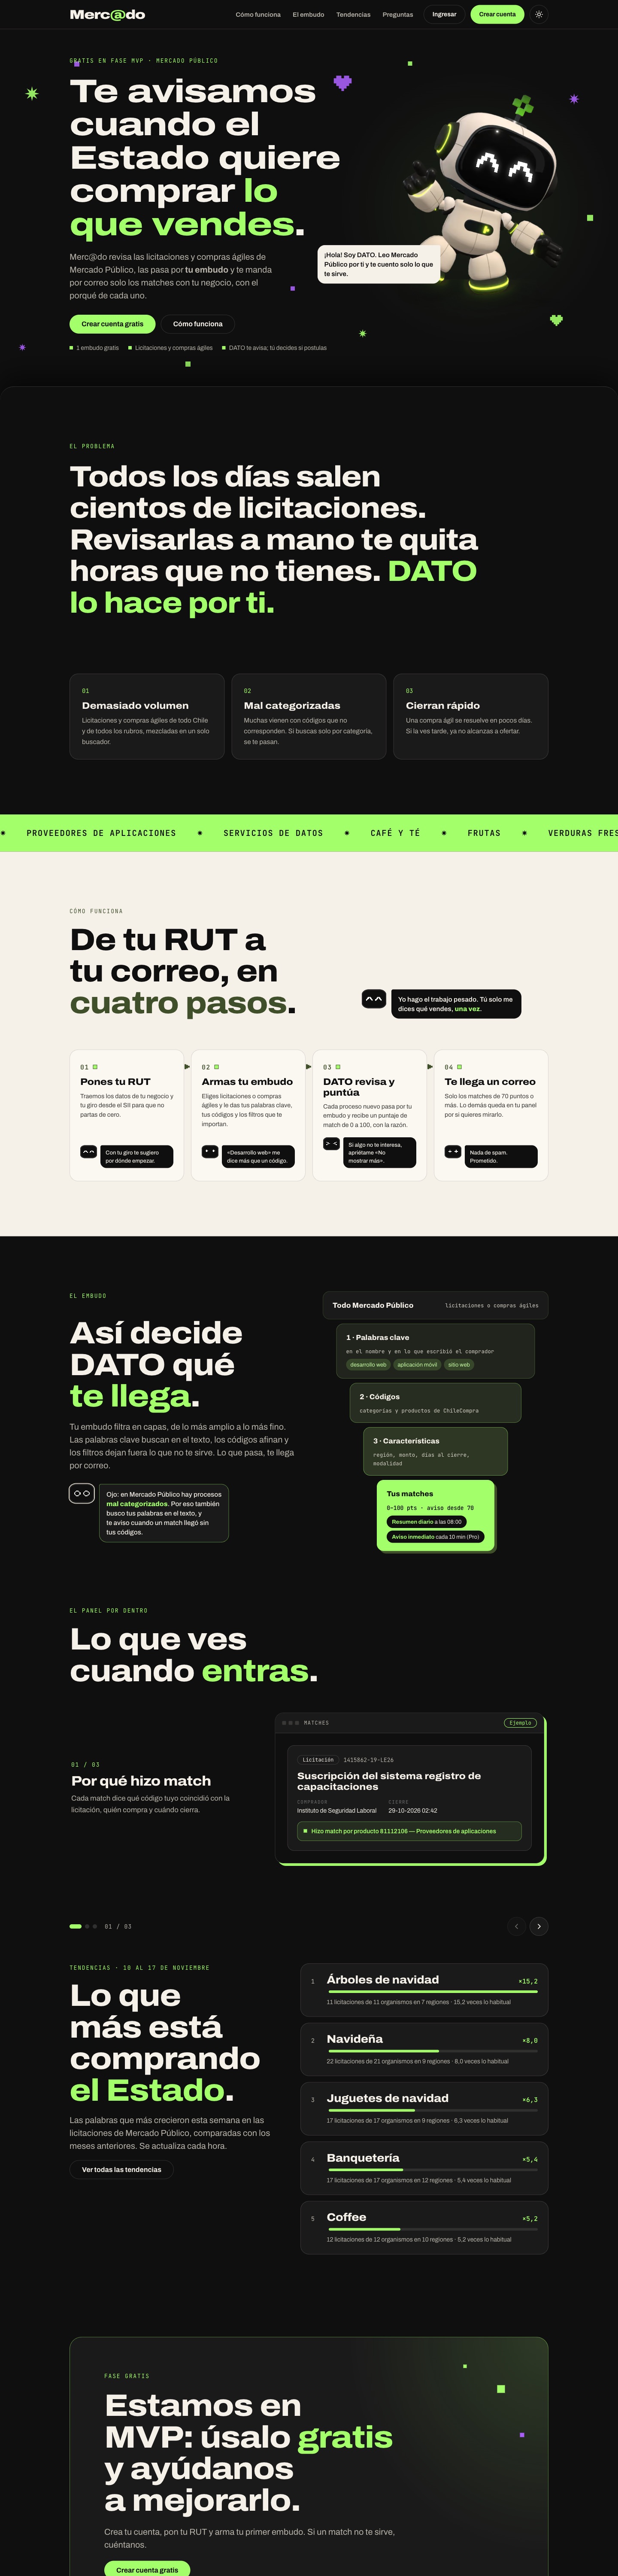 Merc@do
Cómo funciona
El embudo
Tendencias
Preguntas
Ingresar
Crear cuenta
GRATIS EN FASE MVP · MERCADO PÚBLICO
Te avisamos
cuando el
Estado quiere
comprar lo
que vendes.
Merc@do revisa las licitaciones y compras ágiles de
Mercado Público, las pasa por tu embudo y te manda
por correo solo los matches con tu negocio, con el
porqué de cada uno.
Crear cuenta gratis
Cómo funciona
1 embudo gratis
Licitaciones y compras ágiles
DATO te avisa; tú decides si postulas
¡Hola! Soy DATO. Leo Mercado
Público por ti y te cuento solo lo que
te sirve.
EL PROBLEMA
Todos los días salen
cientos de licitaciones.
Revisarlas a mano te quita
horas que no tienes. DATO
lo hace por ti.
01
Demasiado volumen
Licitaciones y compras ágiles de todo Chile
y de todos los rubros, mezcladas en un solo
buscador.
02
Mal categorizadas
Muchas vienen con códigos que no
corresponden. Si buscas solo por categoría,
se te pasan.
03
Cierran rápido
Una compra ágil se resuelve en pocos días.
Si la ves tarde, ya no alcanzas a ofertar.
PROVEEDORES DE APLICACIONES
SERVICIOS DE DATOS
CAFÉ Y TÉ
FRUTAS
VERDURAS FRES
CÓMO FUNCIONA
De tu RUT a
tu correo, en
cuatro pasos.
Yo hago el trabajo pesado. Tú solo me
dices qué vendes, una vez.
01
Pones tu RUT
Traemos los datos de tu negocio y
tu giro desde el SII para que no
partas de cero.
Con tu giro te sugiero
por dónde empezar.
02
Armas tu embudo
Eliges licitaciones o compras
ágiles y le das palabras clave,
tus códigos y los filtros que te
importan.
«Desarrollo web» me
dice más que un código.
03
DATO revisa y
puntúa
Cada proceso nuevo pasa por tu
embudo y recibe un puntaje de
match de 0 a 100, con la razón.
Si algo no te interesa,
apriétame «No
mostrar más».
04
Te llega un correo
Solo los matches de 70 puntos o
más. Lo demás queda en tu panel
por si quieres mirarlo.
Nada de spam.
Prometido.
EL EMBUDO
Así decide
DATO qué
te llega.
Tu embudo filtra en capas, de lo más amplio a lo más fino.
Las palabras clave buscan en el texto, los códigos afinan y
los filtros dejan fuera lo que no te sirve. Lo que pasa, te llega
por correo.
Ojo: en Mercado Público hay procesos
mal categorizados. Por eso también
busco tus palabras en el texto, y
te aviso cuando un match llegó sin
tus códigos.
Todo Mercado Público
licitaciones o compras ágiles
1 · Palabras clave
en el nombre y en lo que escribió el comprador
desarrollo web
aplicación móvil
sitio web
2 · Códigos
categorías y productos de ChileCompra
3 · Características
región, monto, días al cierre,
modalidad
Tus matches
0–100 pts · aviso desde 70
Resumen diario a las 08:00
Aviso inmediato cada 10 min (Pro)
EL PANEL POR DENTRO
Lo que ves
cuando entras.
01 / 03
Por qué hizo match
Cada match dice qué código tuyo coincidió con la
licitación, quién compra y cuándo cierra.
MATCHES
Ejemplo
Licitación
1415862-19-LE26
Suscripción del sistema registro de
capacitaciones
COMPRADOR
Instituto de Seguridad Laboral
CIERRE
29-10-2026 02:42
Hizo match por producto 81112106 — Proveedores de aplicaciones
01 / 03
TENDENCIAS · 10 AL 17 DE NOVIEMBRE
Lo que
más está
comprando
el Estado.
Las palabras que más crecieron esta semana en las
licitaciones de Mercado Público, comparadas con los
meses anteriores. Se actualiza cada hora.
Ver todas las tendencias
1
Árboles de navidad
×15,2
11 licitaciones de 11 organismos en 7 regiones · 15,2 veces lo habitual
2
Navideña
×8,0
22 licitaciones de 21 organismos en 9 regiones · 8,0 veces lo habitual
3
Juguetes de navidad
×6,3
17 licitaciones de 17 organismos en 9 regiones · 6,3 veces lo habitual
4
Banquetería
×5,4
17 licitaciones de 17 organismos en 12 regiones · 5,4 veces lo habitual
5
Coffee
×5,2
12 licitaciones de 12 organismos en 10 regiones · 5,2 veces lo habitual
FASE GRATIS
Estamos en
MVP: úsalo gratis
y ayúdanos
a mejorarlo.
Crea tu cuenta, pon tu RUT y arma tu primer embudo. Si un match no te sirve,
cuéntanos.
Crear cuenta gratis